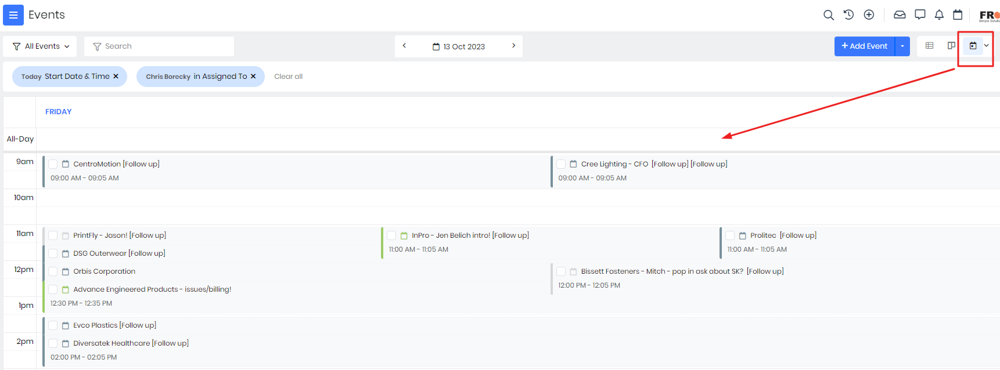 Events
FRO
Simple Soluti
All Events
Search
13 Oct 2023
+ Add Event
Today Start Date & Time ×
Chris Borecky in Assigned To ×
Clear all
FRIDAY
All-Day
9am
CentroMotion [Follow up]
09:00 AM - 09:05 AM
Cree Lighting - CFO [Follow up] [Follow up]
09:00 AM - 09:05 AM
10am
11am
PrintFly - Jason! [Follow up]
InPro - Jen Belich intro! [Follow up]
11:00 AM - 11:05 AM
Prolitec [Follow up]
11:00 AM - 11:05 AM
DSG Outerwear [Follow up]
12pm
Orbis Corporation
Bissett Fasteners - Mitch - pop in ask about SK? [Follow up]
12:00 PM - 12:05 PM
Advance Engineered Products - issues/billing!
12:30 PM - 12:35 PM
1pm
Evco Plastics [Follow up]
2pm
Diversatek Healthcare [Follow up]
02:00 PM - 02:05 PM